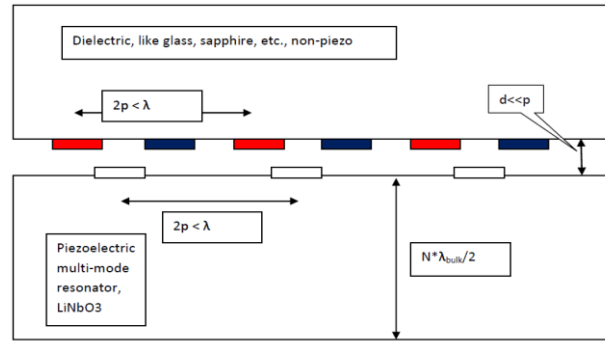 Dielectric, like glass, sapphire, etc., non-piezo
2p < λ
d<<p
2p < λ
Piezoelectric
multi-mode
resonator,
LiNbO3
N*λbulk/2